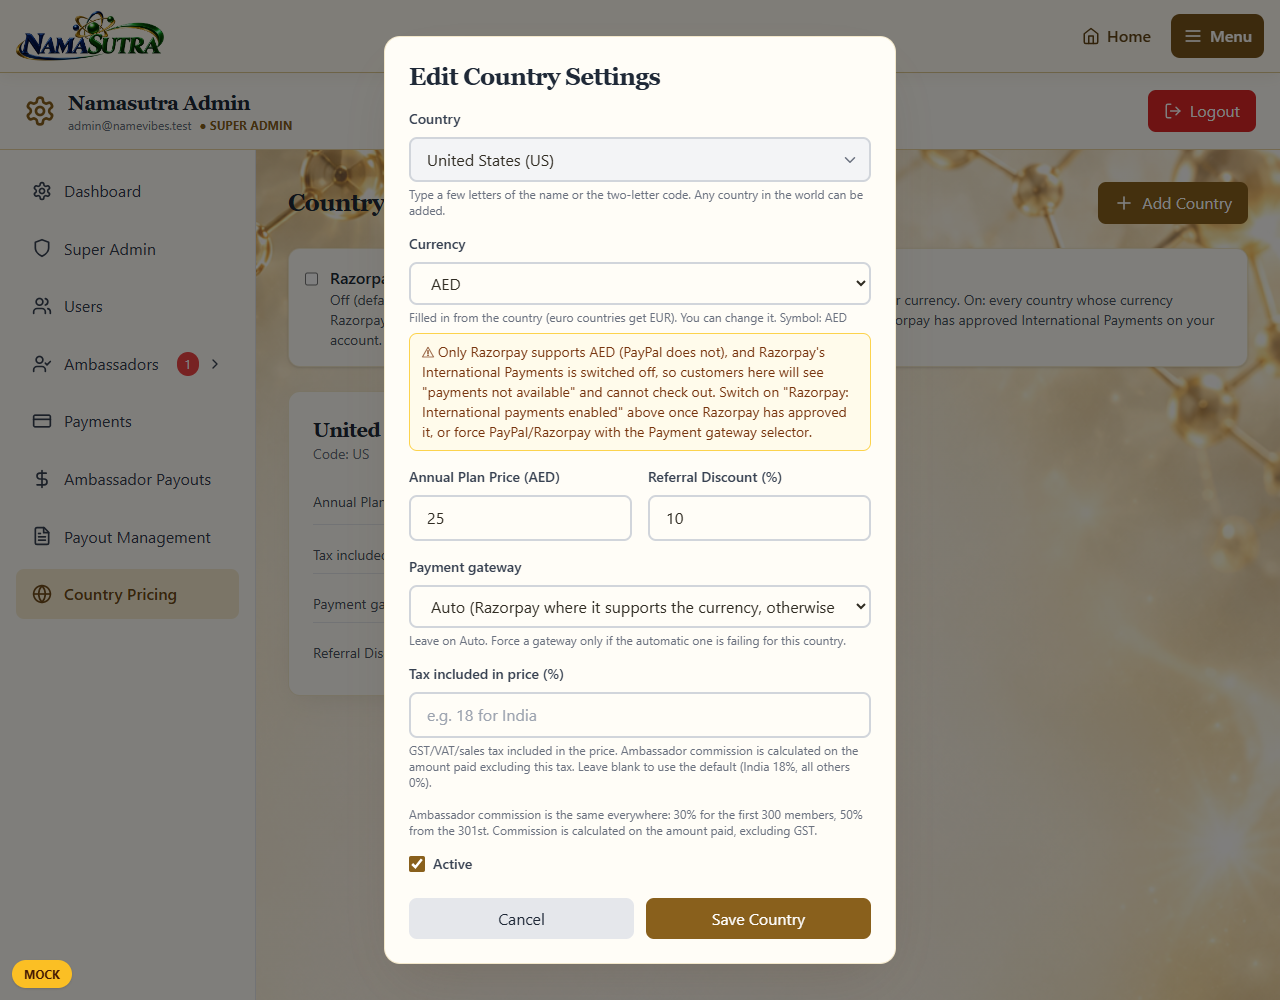 NAMASUTRA
Home
Menu
Namasutra Admin
admin@namevibes.test ● SUPER ADMIN
Logout
Dashboard
Super Admin
Users
Ambassadors 1
Payments
Ambassador Payouts
Payout Management
Country Pricing
MOCK
Country
Add Country
Razorpa
Off (defa
r currency. On: every country whose currency
Razorpay
orpay has approved International Payments on your
account.
United
Code: US
Annual Plan
Tax included
Payment ga
Referral Dis
Edit Country Settings
Country
United States (US)
Type a few letters of the name or the two-letter code. Any country in the world can be
added.
Currency
AED
Filled in from the country (euro countries get EUR). You can change it. Symbol: AED
⚠ Only Razorpay supports AED (PayPal does not), and Razorpay's
International Payments is switched off, so customers here will see
"payments not available" and cannot check out. Switch on "Razorpay:
International payments enabled" above once Razorpay has approved
it, or force PayPal/Razorpay with the Payment gateway selector.
Annual Plan Price (AED)
Referral Discount (%)
25
10
Payment gateway
Auto (Razorpay where it supports the currency, otherwise
Leave on Auto. Force a gateway only if the automatic one is failing for this country.
Tax included in price (%)
e.g. 18 for India
GST/VAT/sales tax included in the price. Ambassador commission is calculated on the
amount paid excluding this tax. Leave blank to use the default (India 18%, all others
0%).
Ambassador commission is the same everywhere: 30% for the first 300 members, 50%
from the 301st. Commission is calculated on the amount paid, excluding GST.
Active
Cancel
Save Country